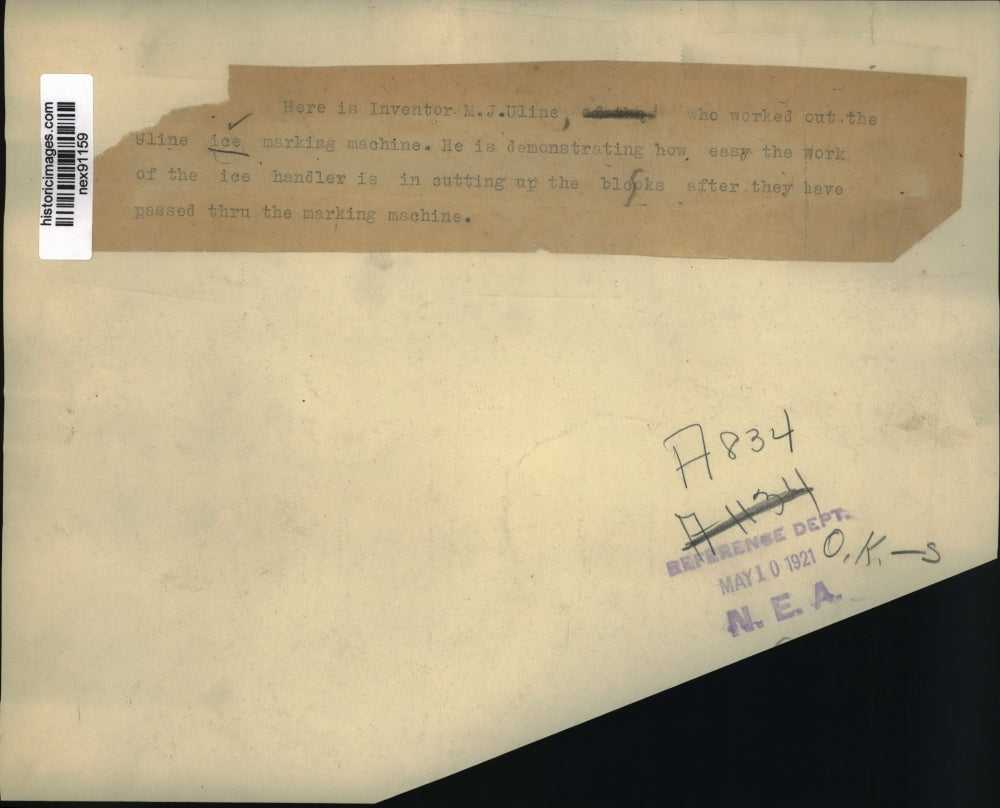 historicimages.com
nex91159
Here is Inventor M.J.Uline, who worked out the
Uline ice marking machine. He is demonstrating how easy the work
of the ice handler is in cutting up the blocks after they have
passed thru the marking machine.
A834
A1134
REFERENCE DEPT.
MAY 10 1921
O.K.—S
N.E.A.